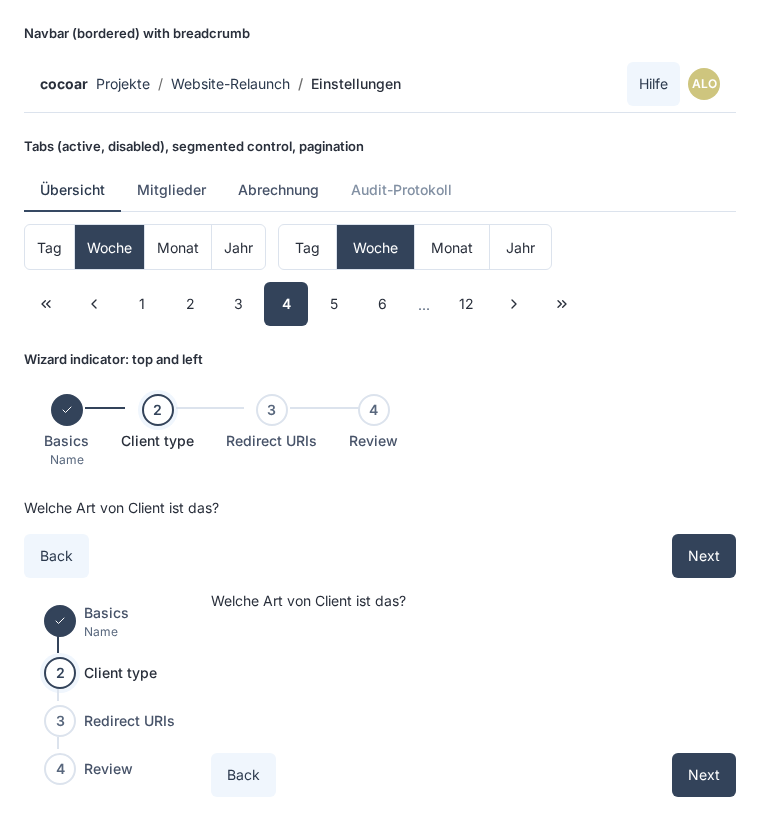 Navbar (bordered) with breadcrumb
cocoar Projekte / Website-Relaunch / Einstellungen Hilfe ALO
Tabs (active, disabled), segmented control, pagination
Übersicht Mitglieder Abrechnung Audit-Protokoll
Tag Woche Monat Jahr Tag Woche Monat Jahr
« ‹ 1 2 3 4 5 6 ... 12 › »
Wizard indicator: top and left
2 3 4
Basics Client type Redirect URIs Review
Name
Welche Art von Client ist das?
Back Next
Welche Art von Client ist das?
Basics
Name
2 Client type
3 Redirect URIs
4 Review
Back Next